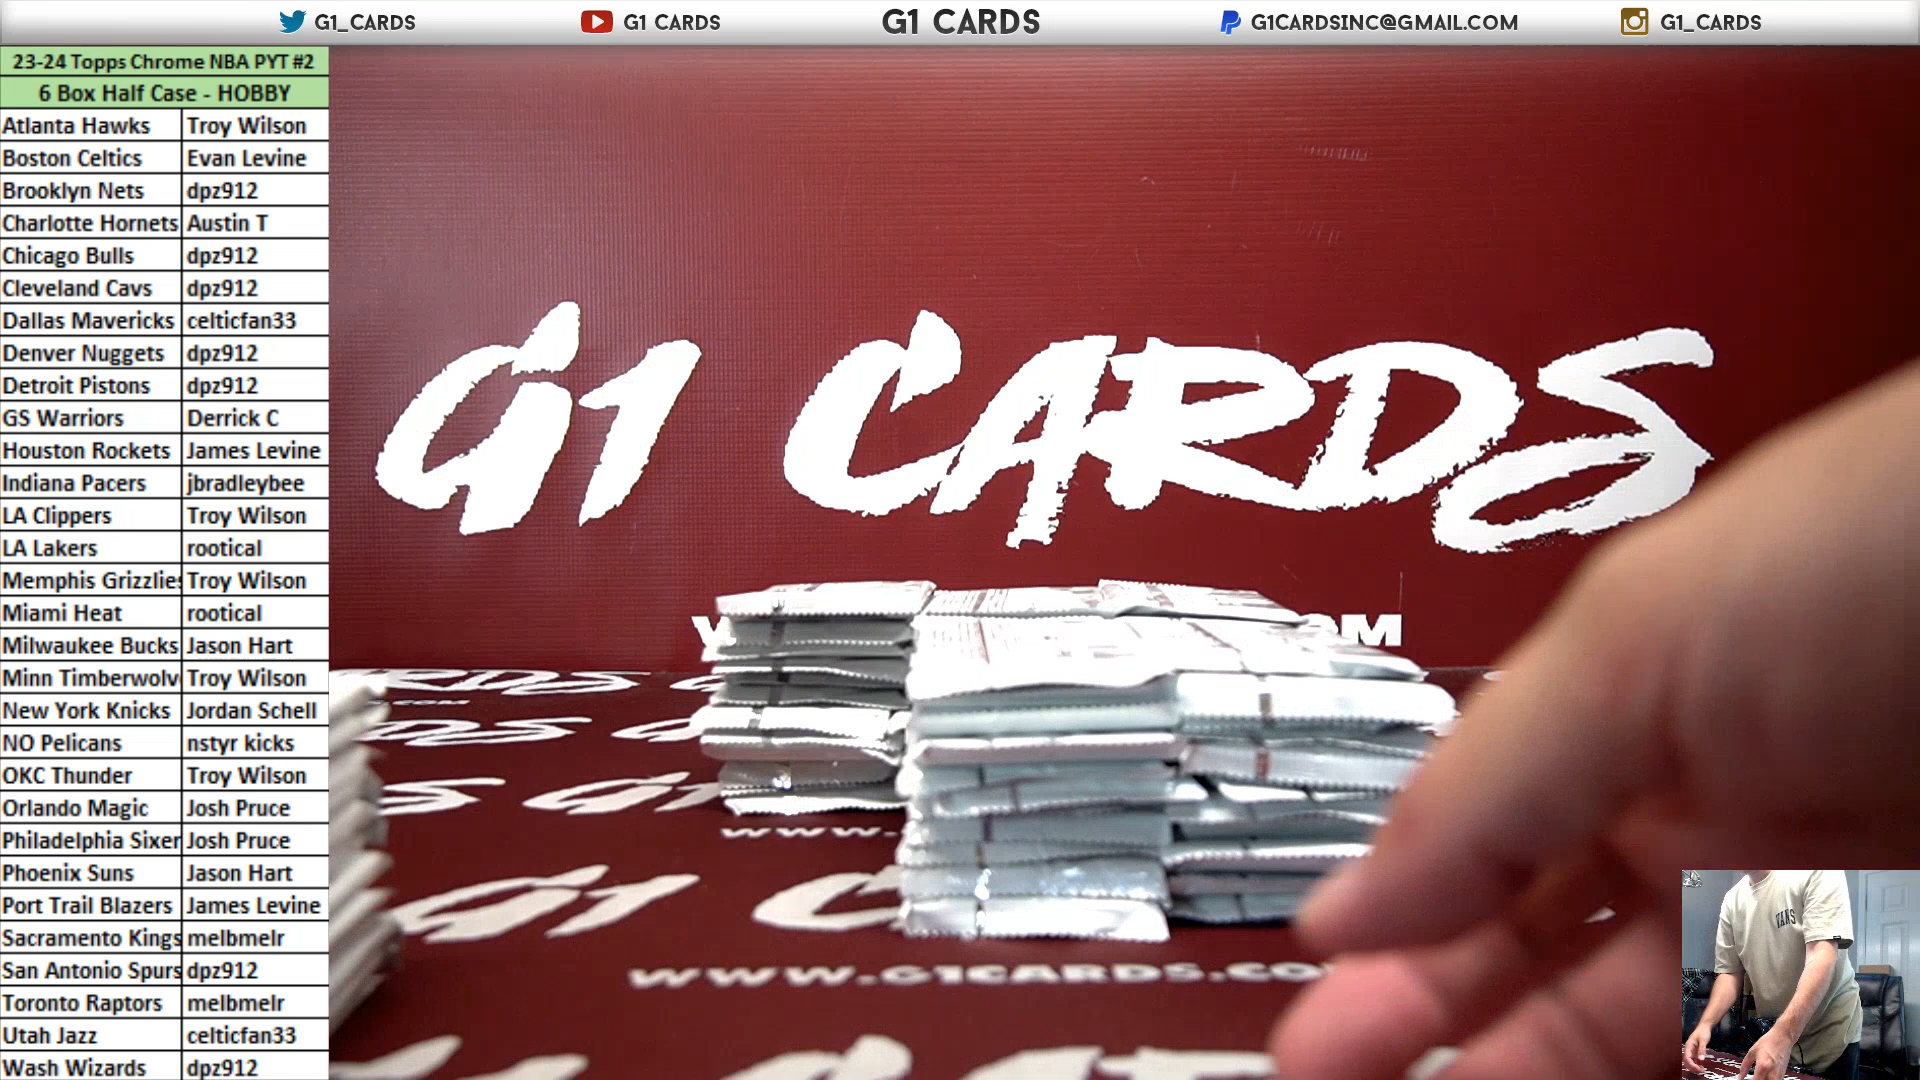 G1_CARDS G1 CARDS G1 CARDS G1CARDSINC@GMAIL.COM G1_CARDS
23-24 Topps Chrome NBA PYT #2
6 Box Half Case - HOBBY
Atlanta Hawks Troy Wilson
Boston Celtics Evan Levine
Brooklyn Nets dpz912
Charlotte Hornets Austin T
Chicago Bulls dpz912
Cleveland Cavs dpz912
Dallas Mavericks celticfan33
Denver Nuggets dpz912
Detroit Pistons dpz912
GS Warriors Derrick C
Houston Rockets James Levine
Indiana Pacers jbradleybee
LA Clippers Troy Wilson
LA Lakers rootical
Memphis Grizzlies Troy Wilson
Miami Heat rootical
Milwaukee Bucks Jason Hart
Minn Timberwolv Troy Wilson
New York Knicks Jordan Schell
NO Pelicans nstyr kicks
OKC Thunder Troy Wilson
Orlando Magic Josh Pruce
Philadelphia Sixer Josh Pruce
Phoenix Suns Jason Hart
Port Trail Blazers James Levine
Sacramento Kings melbmelr
San Antonio Spurs dpz912
Toronto Raptors melbmelr
Utah Jazz celticfan33
Wash Wizards dpz912
G1 CARDS
WWW.G1CARDS.CO
VANS